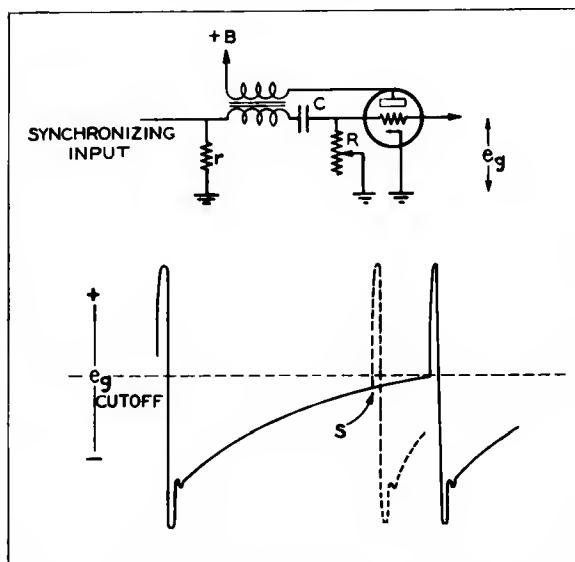 +B
C
SYNCHRONIZING
INPUT
r
R
eg
+
eg
CUTOFF
S
−